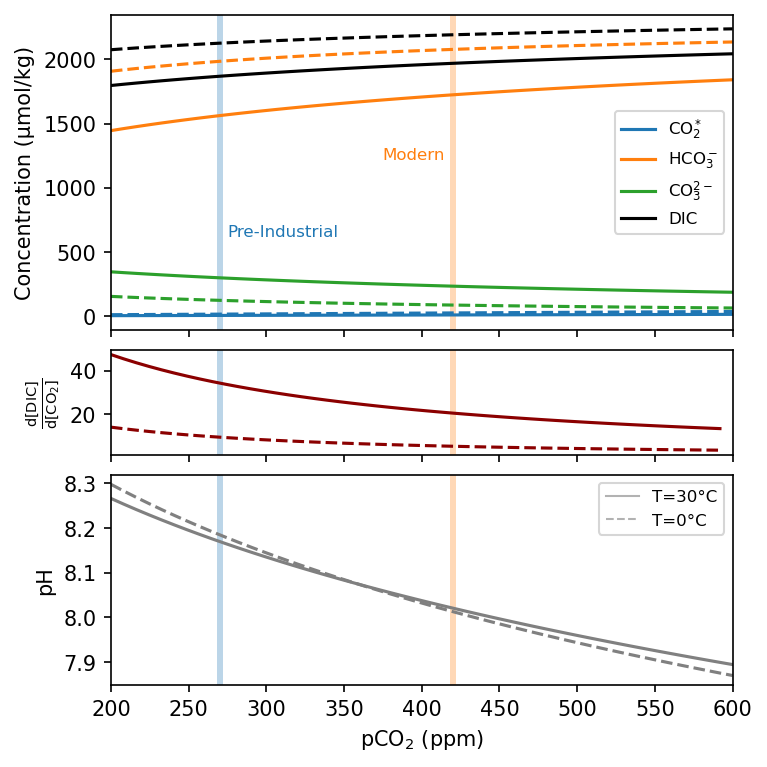 Concentration (μmol/kg)
2000
1500
1000
500
0
Modern
Pre-Industrial
CO₂*
HCO₃⁻
CO₃²⁻
DIC
d[DIC]
d[CO₂]
40
20
pH
8.3
8.2
8.1
8.0
7.9
T=30°C
T=0°C
200 250 300 350 400 450 500 550 600
pCO₂ (ppm)